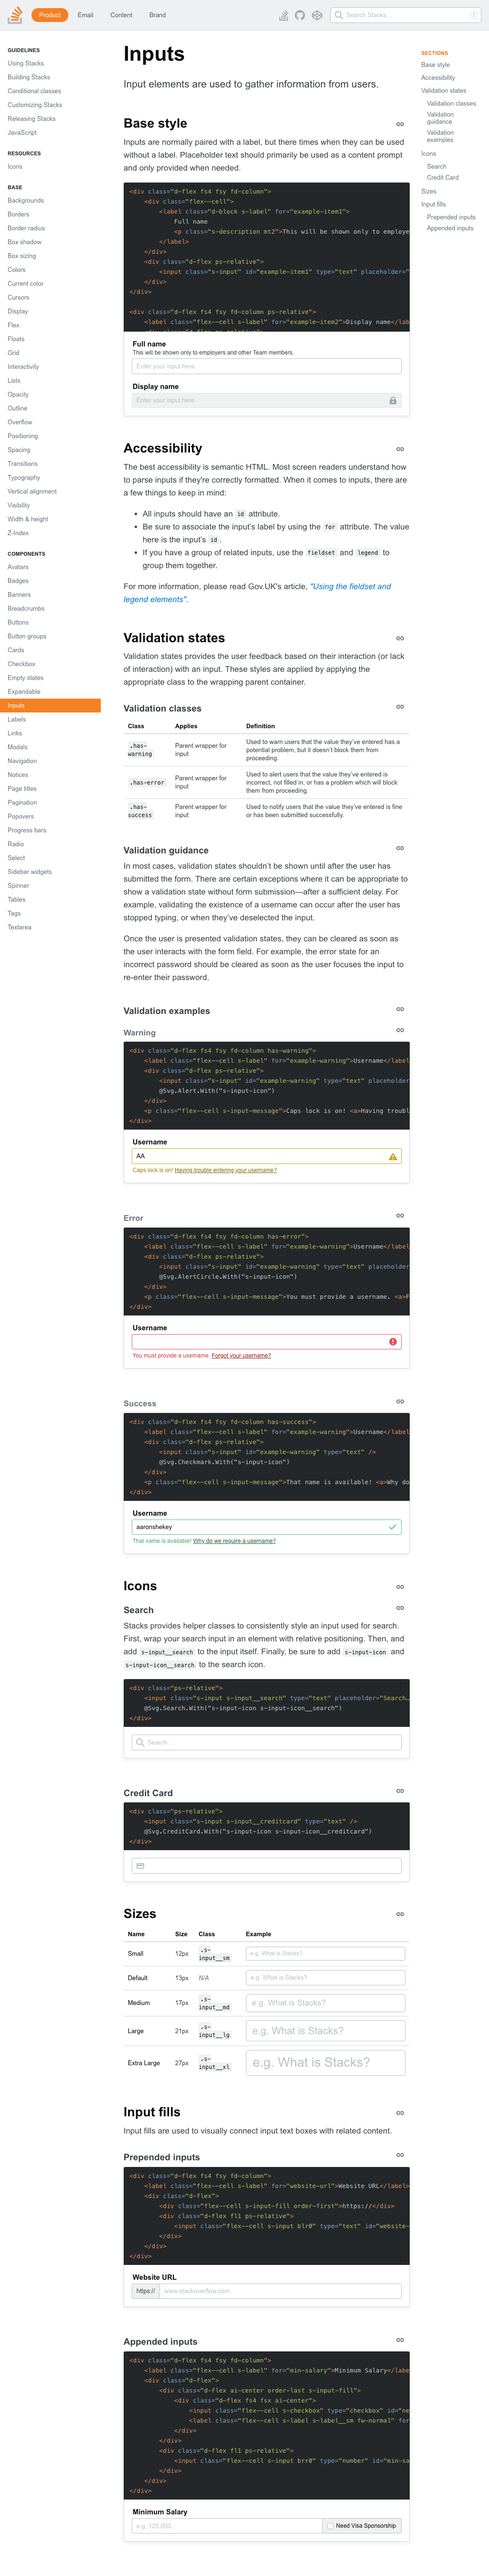 Product
Email
Content
Brand
Search Stacks…
/
GUIDELINES
Using Stacks
Building Stacks
Conditional classes
Customizing Stacks
Releasing Stacks
JavaScript
RESOURCES
Icons
BASE
Backgrounds
Borders
Border radius
Box shadow
Box sizing
Colors
Current color
Cursors
Display
Flex
Floats
Grid
Interactivity
Lists
Opacity
Outline
Overflow
Positioning
Spacing
Transitions
Typography
Vertical alignment
Visibility
Width & height
Z-Index
COMPONENTS
Avatars
Badges
Banners
Breadcrumbs
Buttons
Button groups
Cards
Checkbox
Empty states
Expandable
Inputs
Labels
Links
Modals
Navigation
Notices
Page titles
Pagination
Popovers
Progress bars
Radio
Select
Sidebar widgets
Spinner
Tables
Tags
Textarea
Inputs
Input elements are used to gather information from users.
Base style
Inputs are normally paired with a label, but there times when they can be used
without a label. Placeholder text should primarily be used as a content prompt
and only provided when needed.
<div class="d-flex fs4 fsy fd-column">
<div class="flex--cell">
<label class="d-block s-label" for="example-item1">
Full name
<p class="s-description mt2">This will be shown only to employe
</label>
</div>
<div class="d-flex ps-relative">
<input class="s-input" id="example-item1" type="text" placeholder="
</div>
</div>
<div class="d-flex fs4 fsy fd-column ps-relative">
<label class="flex--cell s-label" for="example-item2">Display name</lab
Full name
This will be shown only to employers and other Team members.
Enter your input here
Display name
Enter your input here
Accessibility
The best accessibility is semantic HTML. Most screen readers understand how
to parse inputs if they're correctly formatted. When it comes to inputs, there are
a few things to keep in mind:
• All inputs should have an id attribute.
• Be sure to associate the input's label by using the for attribute. The value
here is the input's id.
• If you have a group of related inputs, use the fieldset and legend to
group them together.
For more information, please read Gov.UK's article, "Using the fieldset and
legend elements".
Validation states
Validation states provides the user feedback based on their interaction (or lack
of interaction) with an input. These styles are applied by applying the
appropriate class to the wrapping parent container.
Validation classes
Class Applies Definition
.has-warning Parent wrapper for input Used to warn users that the value they've entered has a potential problem, but it doesn't block them from proceeding.
.has-error Parent wrapper for input Used to alert users that the value they've entered is incorrect, not filled in, or has a problem which will block them from proceeding.
.has-success Parent wrapper for input Used to notify users that the value they've entered is fine or has been submitted successfully.
Validation guidance
In most cases, validation states shouldn't be shown until after the user has
submitted the form. There are certain exceptions where it can be appropriate to
show a validation state without form submission—after a sufficient delay. For
example, validating the existence of a username can occur after the user has
stopped typing, or when they've deselected the input.
Once the user is presented validation states, they can be cleared as soon as
the user interacts with the form field. For example, the error state for an
incorrect password should be cleared as soon as the user focuses the input to
re-enter their password.
Validation examples
Warning
<div class="d-flex fs4 fsy fd-column has-warning">
<label class="flex--cell s-label" for="example-warning">Username</label
<div class="d-flex ps-relative">
<input class="s-input" id="example-warning" type="text" placeholder
@Svg.Alert.With("s-input-icon")
</div>
<p class="flex--cell s-input-message">Caps lock is on! <a>Having troubl
</div>
Username
AA
Caps lock is on! Having trouble entering your username?
Error
<div class="d-flex fs4 fsy fd-column has-error">
<label class="flex--cell s-label" for="example-warning">Username</label
<div class="d-flex ps-relative">
<input class="s-input" id="example-warning" type="text" placeholder
@Svg.AlertCircle.With("s-input-icon")
</div>
<p class="flex--cell s-input-message">You must provide a username. <a>F
</div>
Username
You must provide a username. Forgot your username?
Success
<div class="d-flex fs4 fsy fd-column has-success">
<label class="flex--cell s-label" for="example-warning">Username</label
<div class="d-flex ps-relative">
<input class="s-input" id="example-warning" type="text" />
@Svg.Checkmark.With("s-input-icon")
</div>
<p class="flex--cell s-input-message">That name is available! <a>Why do
</div>
Username
aaronshekey
That name is available! Why do we require a username?
Icons
Search
Stacks provides helper classes to consistently style an input used for search.
First, wrap your search input in an element with relative positioning. Then, and
add s-input__search to the input itself. Finally, be sure to add s-input-icon and
s-input-icon__search to the search icon.
<div class="ps-relative">
<input class="s-input s-input__search" type="text" placeholder="Search…
@Svg.Search.With("s-input-icon s-input-icon__search")
</div>
Search…
Credit Card
<div class="ps-relative">
<input class="s-input s-input__creditcard" type="text" />
@Svg.CreditCard.With("s-input-icon s-input-icon__creditcard")
</div>
Sizes
Name Size Class Example
Small 12px .s-input__sm e.g. What is Stacks?
Default 13px N/A e.g. What is Stacks?
Medium 17px .s-input__md e.g. What is Stacks?
Large 21px .s-input__lg e.g. What is Stacks?
Extra Large 27px .s-input__xl e.g. What is Stacks?
Input fills
Input fills are used to visually connect input text boxes with related content.
Prepended inputs
<div class="d-flex fs4 fsy fd-column">
<label class="flex--cell s-label" for="website-url">Website URL</label>
<div class="d-flex">
<div class="flex--cell s-input-fill order-first">https://</div>
<div class="d-flex fl1 ps-relative">
<input class="flex--cell s-input blr0" type="text" id="website-
</div>
</div>
</div>
Website URL
https://
www.stackoverflow.com
Appended inputs
<div class="d-flex fs4 fsy fd-column">
<label class="flex--cell s-label" for="min-salary">Minimum Salary</labe
<div class="d-flex">
<div class="d-flex ai-center order-last s-input-fill">
<div class="d-flex fs4 fsx ai-center">
<input class="flex--cell s-checkbox" type="checkbox" id="ne
<label class="flex--cell s-label s-label__sm fw-normal" for
</div>
</div>
<div class="d-flex fl1 ps-relative">
<input class="flex--cell s-input brr0" type="number" id="min-sa
</div>
</div>
</div>
Minimum Salary
e.g. 125,000
Need Visa Sponsorship
SECTIONS
Base style
Accessibility
Validation states
Validation classes
Validation
guidance
Validation
examples
Icons
Search
Credit Card
Sizes
Input fills
Prepended inputs
Appended inputs